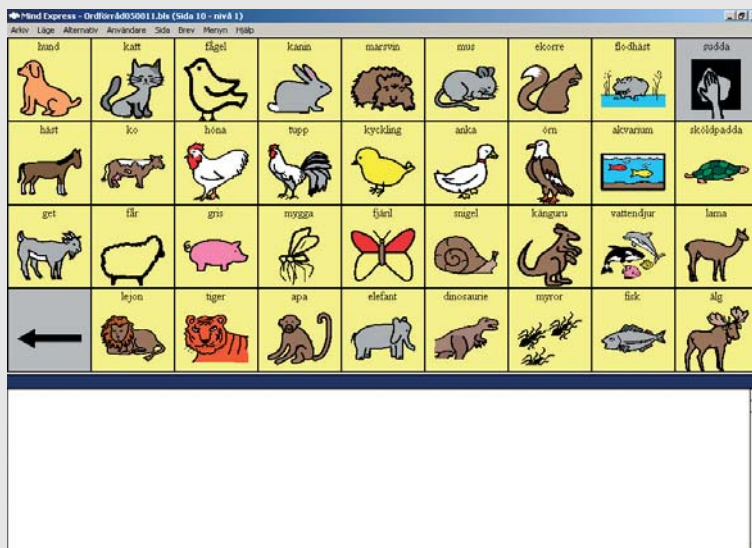 Mind Express - Ordförråd050011.bls (Sida 10 - nivå 1)
Arkiv Läge Alternativ Användare Sida Brev Menyn Hjälp
hund katt fågel kanin marsvin mus ekorre flodhäst sudda
häst ko höna tupp kyckling anka örn akvarium sköldpadda
get får gris mygga fjäril snigel känguru vattendjur lama
lejon tiger apa elefant dinosaurie myror fisk älg